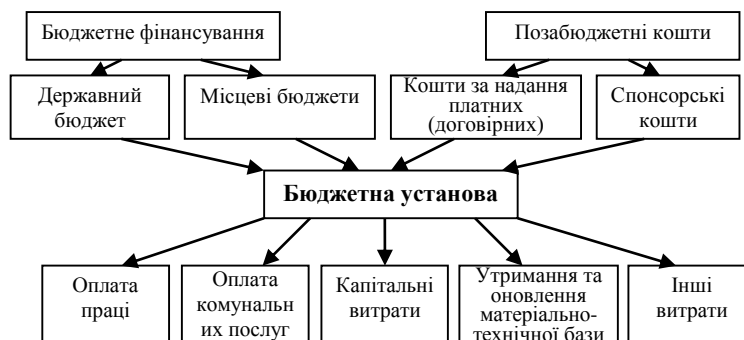 Бюджетне фінансування
Позабюджетні кошти
Державний
бюджет
Місцеві бюджети
Кошти за надання
платних
(договірних)
Спонсорські
кошти
Бюджетна установа
Оплата
праці
Оплата
комунальн
их послуг
Капітальні
витрати
Утримання та
оновлення
матеріально-
технічної бази
Інші
витрати